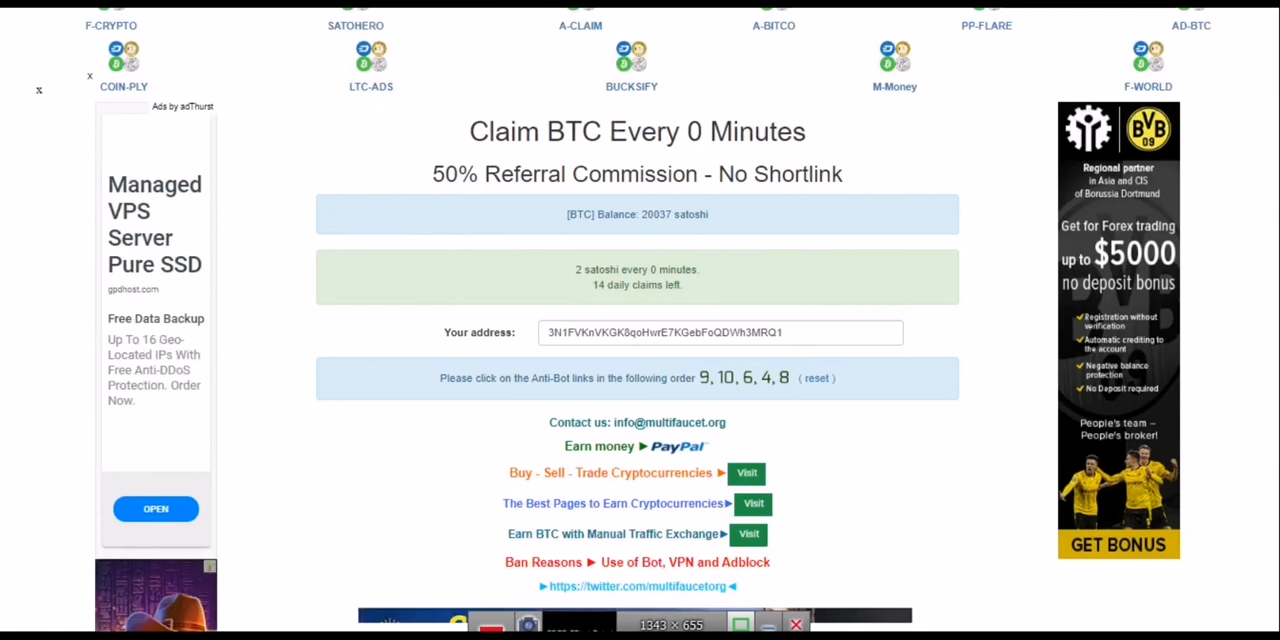 F-CRYPTO SATOHERO A-CLAIM A-BITCO PP-FLARE AD-BTC
COIN-PLY LTC-ADS BUCKSIFY M-Money F-WORLD
x
x
Ads by adThurst
Managed
VPS
Server
Pure SSD
gpdhost.com
Free Data Backup
Up To 16 Geo-
Located IPs With
Free Anti-DDoS
Protection. Order
Now.
OPEN
Claim BTC Every 0 Minutes
50% Referral Commission - No Shortlink
[BTC] Balance: 20037 satoshi
2 satoshi every 0 minutes.
14 daily claims left.
Your address: 3N1FVKnVKGK8qoHwrE7KGebFoQDWh3MRQ1
Please click on the Anti-Bot links in the following order 9, 10, 6, 4, 8 ( reset )
Contact us: info@multifaucet.org
Earn money ► PayPal
Buy - Sell - Trade Cryptocurrencies ► Visit
The Best Pages to Earn Cryptocurrencies► Visit
Earn BTC with Manual Traffic Exchange► Visit
Ban Reasons ► Use of Bot, VPN and Adblock
►https://twitter.com/multifaucetorg◄
BVB
09
Regional partner
in Asia and CIS
of Borussia Dortmund
Get for Forex trading
up to $5000
no deposit bonus
Registration without
verification
Automatic crediting to
the account
Negative balance
protection
No Deposit required
People's team –
People's broker!
GET BONUS
1343 × 655